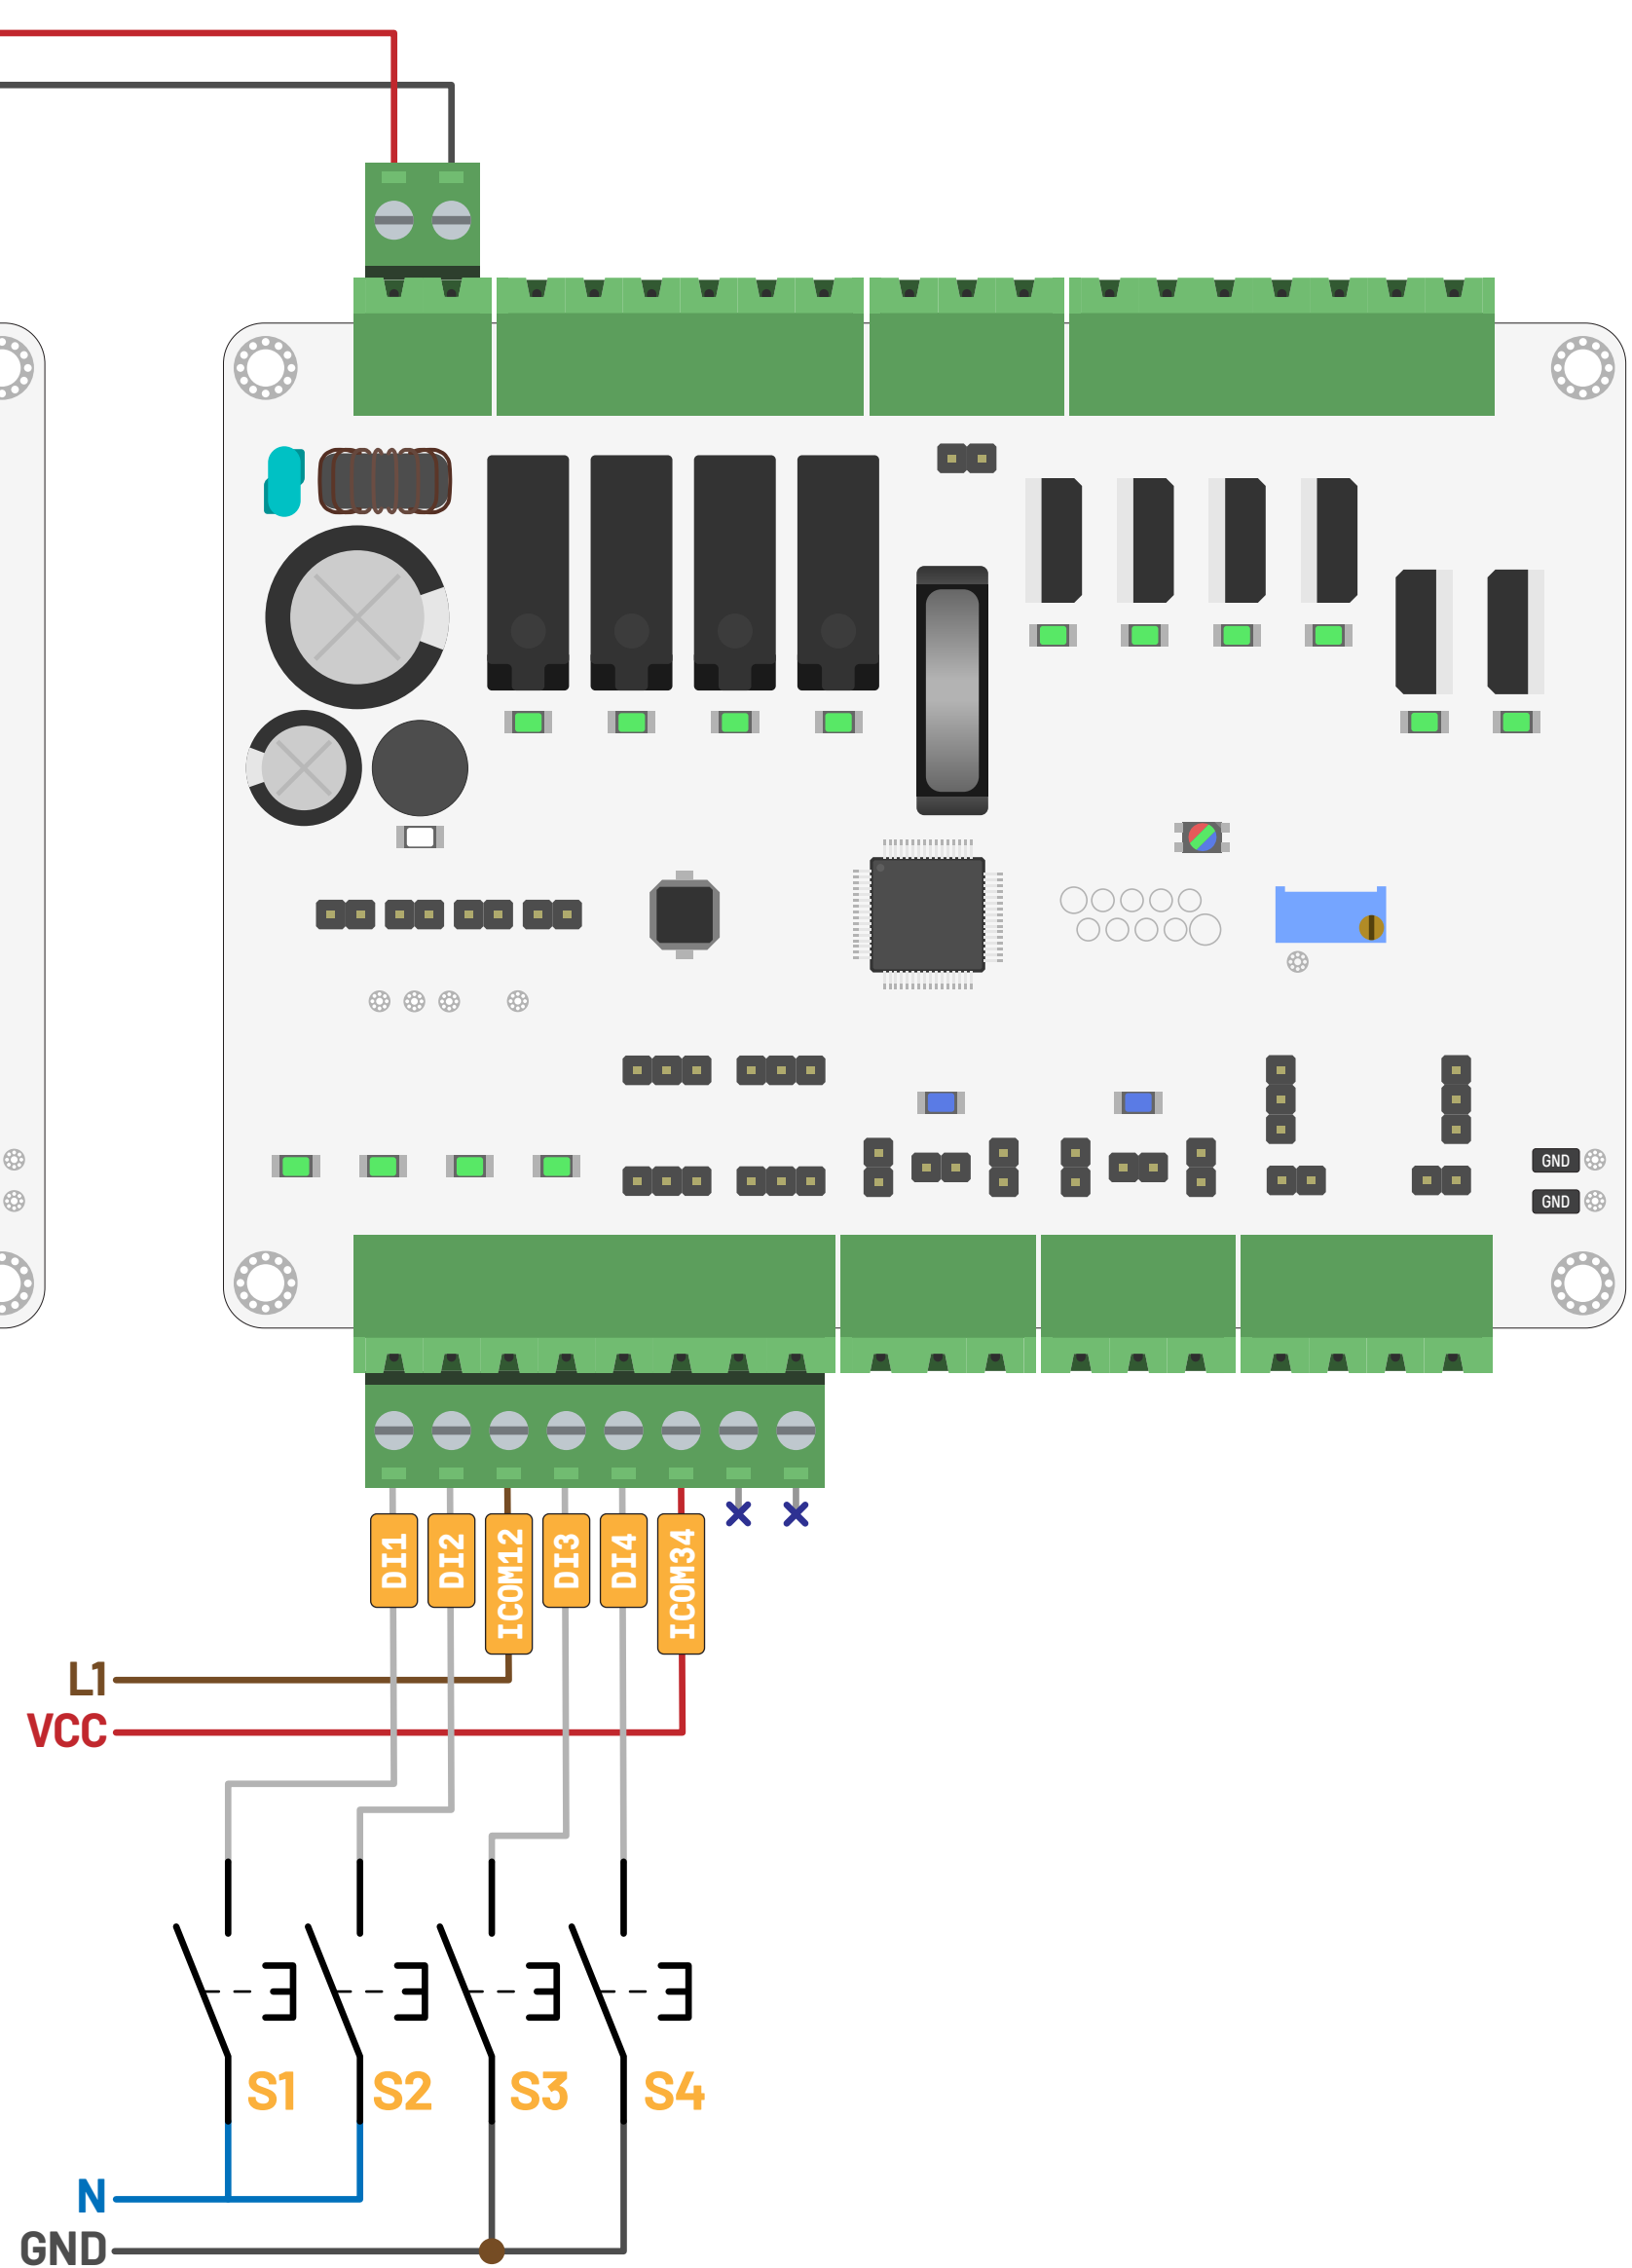 GND
GND
DI1
DI2
ICOM12
DI3
DI4
ICOM34
L1
VCC
S1
S2
S3
S4
N
GND